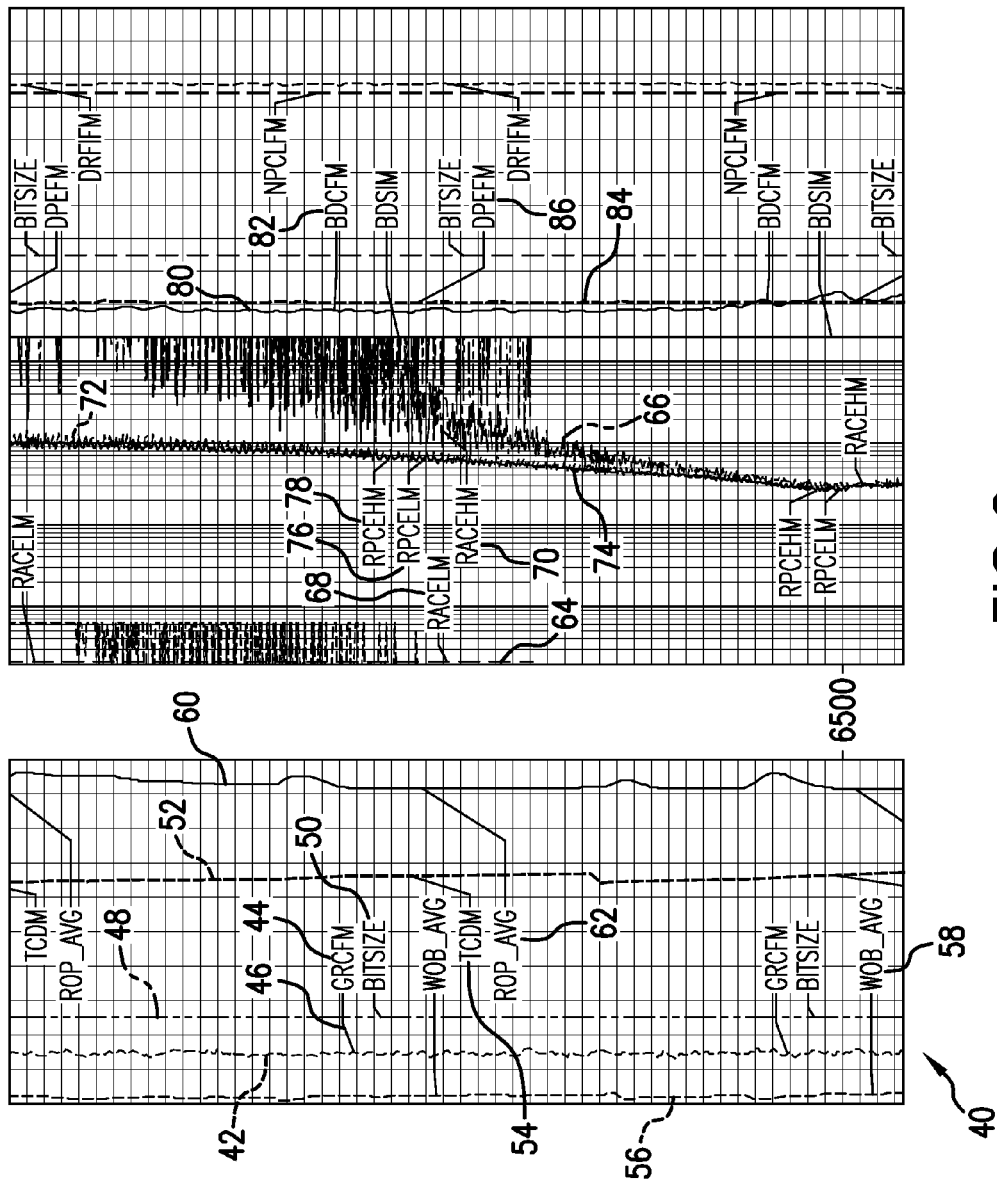 TCDM
ROP_AVG
48
52
60
42
44
46
50
GRCFM
BITSIZE
WOB_AVG
TCDM
ROP_AVG
62
54
56
GRCFM
BITSIZE
WOB_AVG
58
40
6500
RACELM
72
78
76
68
RPCEHM
RPCELM
RACELM
RACEHM
70
64
74
66
RPCEHM
RPCELM
RACEHM
BITSIZE
DPEFM
DRFIFM
80
82
NPCLFM
BDCFM
BDSIM
BITSIZE
DPEFM
DRFIFM
86
84
NPCLFM
BDCFM
BDSIM
BITSIZE
FIG.